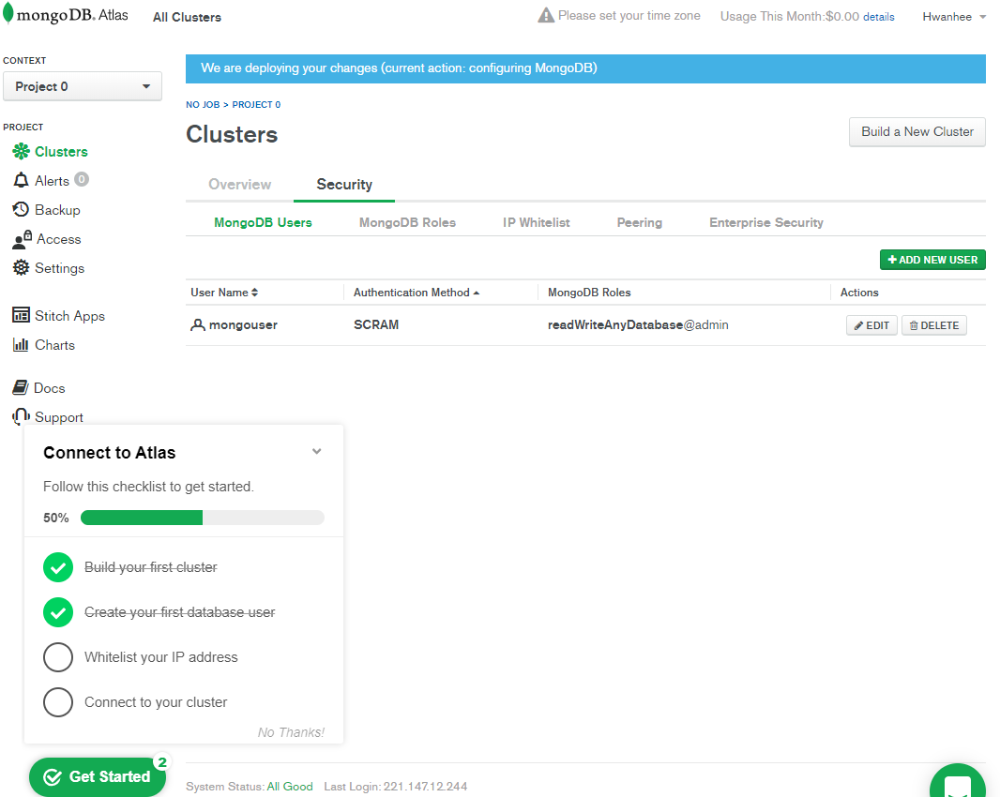 mongoDB. Atlas All Clusters Please set your time zone Usage This Month:$0.00 details Hwanhee
CONTEXT
Project 0
PROJECT
Clusters
Alerts 0
Backup
Access
Settings
Stitch Apps
Charts
Docs
Support
We are deploying your changes (current action: configuring MongoDB)
NO JOB > PROJECT 0
Clusters
Build a New Cluster
Overview Security
MongoDB Users MongoDB Roles IP Whitelist Peering Enterprise Security
ADD NEW USER
User Name Authentication Method MongoDB Roles Actions
mongouser SCRAM readWriteAnyDatabase@admin EDIT DELETE
Connect to Atlas
Follow this checklist to get started.
50%
Build your first cluster
Create your first database user
Whitelist your IP address
Connect to your cluster
No Thanks!
Get Started 2
System Status: All Good Last Login: 221.147.12.244